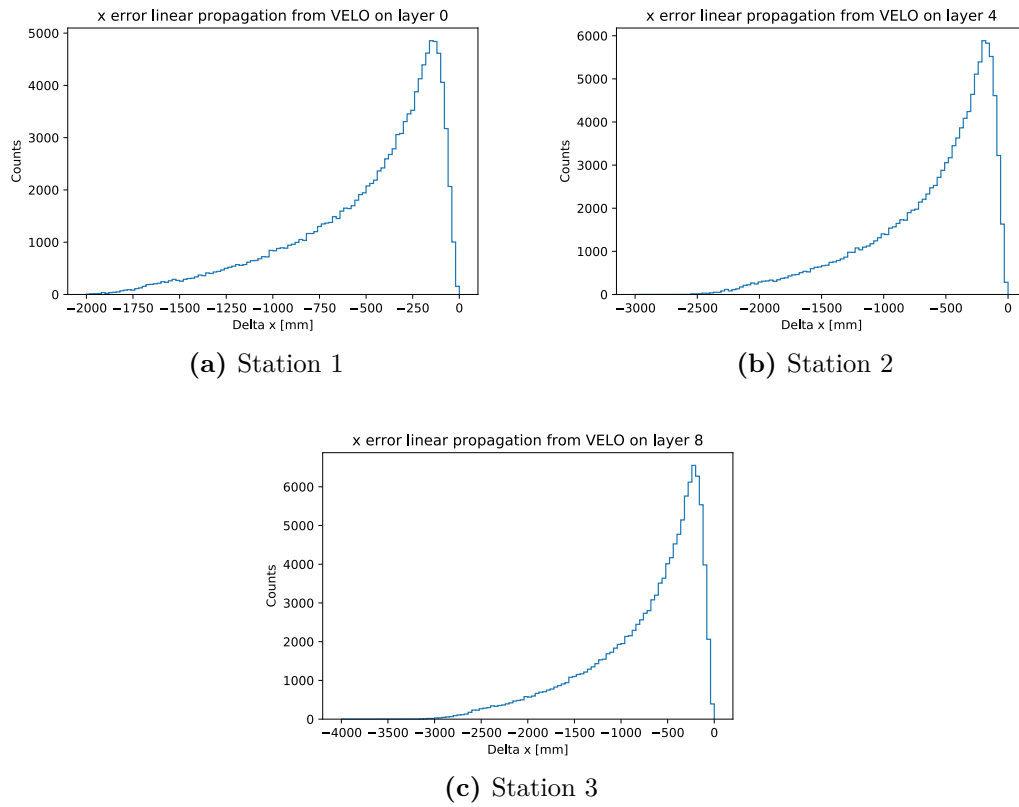 x error linear propagation from VELO on layer 0
5000
4000
3000
2000
1000
0
Counts
−2000 −1750 −1500 −1250 −1000 −750 −500 −250 0
Delta x [mm]
(a) Station 1
x error linear propagation from VELO on layer 4
6000
5000
4000
3000
2000
1000
0
Counts
−3000 −2500 −2000 −1500 −1000 −500 0
Delta x [mm]
(b) Station 2
x error linear propagation from VELO on layer 8
6000
5000
4000
3000
2000
1000
0
Counts
−4000 −3500 −3000 −2500 −2000 −1500 −1000 −500 0
Delta x [mm]
(c) Station 3